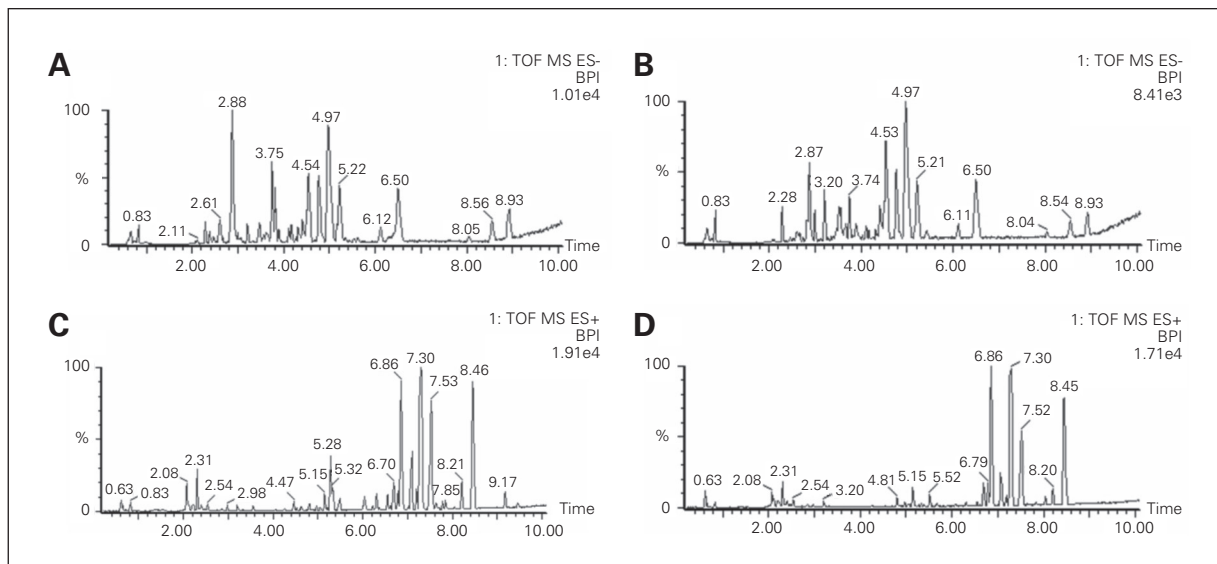 A
1: TOF MS ES-
BPI
1.01e4
100
%
0
0.83
2.11
2.61
2.88
3.75
4.54
4.97
5.22
6.12
6.50
8.05
8.56
8.93
Time
2.00 4.00 6.00 8.00 10.00
B
1: TOF MS ES-
BPI
8.41e3
100
%
0
0.83
2.28
2.87
3.20
3.74
4.53
4.97
5.21
6.11
6.50
8.04
8.54
8.93
Time
2.00 4.00 6.00 8.00 10.00
C
1: TOF MS ES+
BPI
1.91e4
100
%
0
0.63
0.83
2.08
2.31
2.54
2.98
4.47
5.15
5.28
5.32
6.70
6.86
7.30
7.53
7.85
8.21
8.46
9.17
Time
2.00 4.00 6.00 8.00 10.00
D
1: TOF MS ES+
BPI
1.71e4
100
%
0
0.63
2.08
2.31
2.54
3.20
4.81
5.15
5.52
6.79
6.86
7.30
7.52
8.20
8.45
Time
2.00 4.00 6.00 8.00 10.00